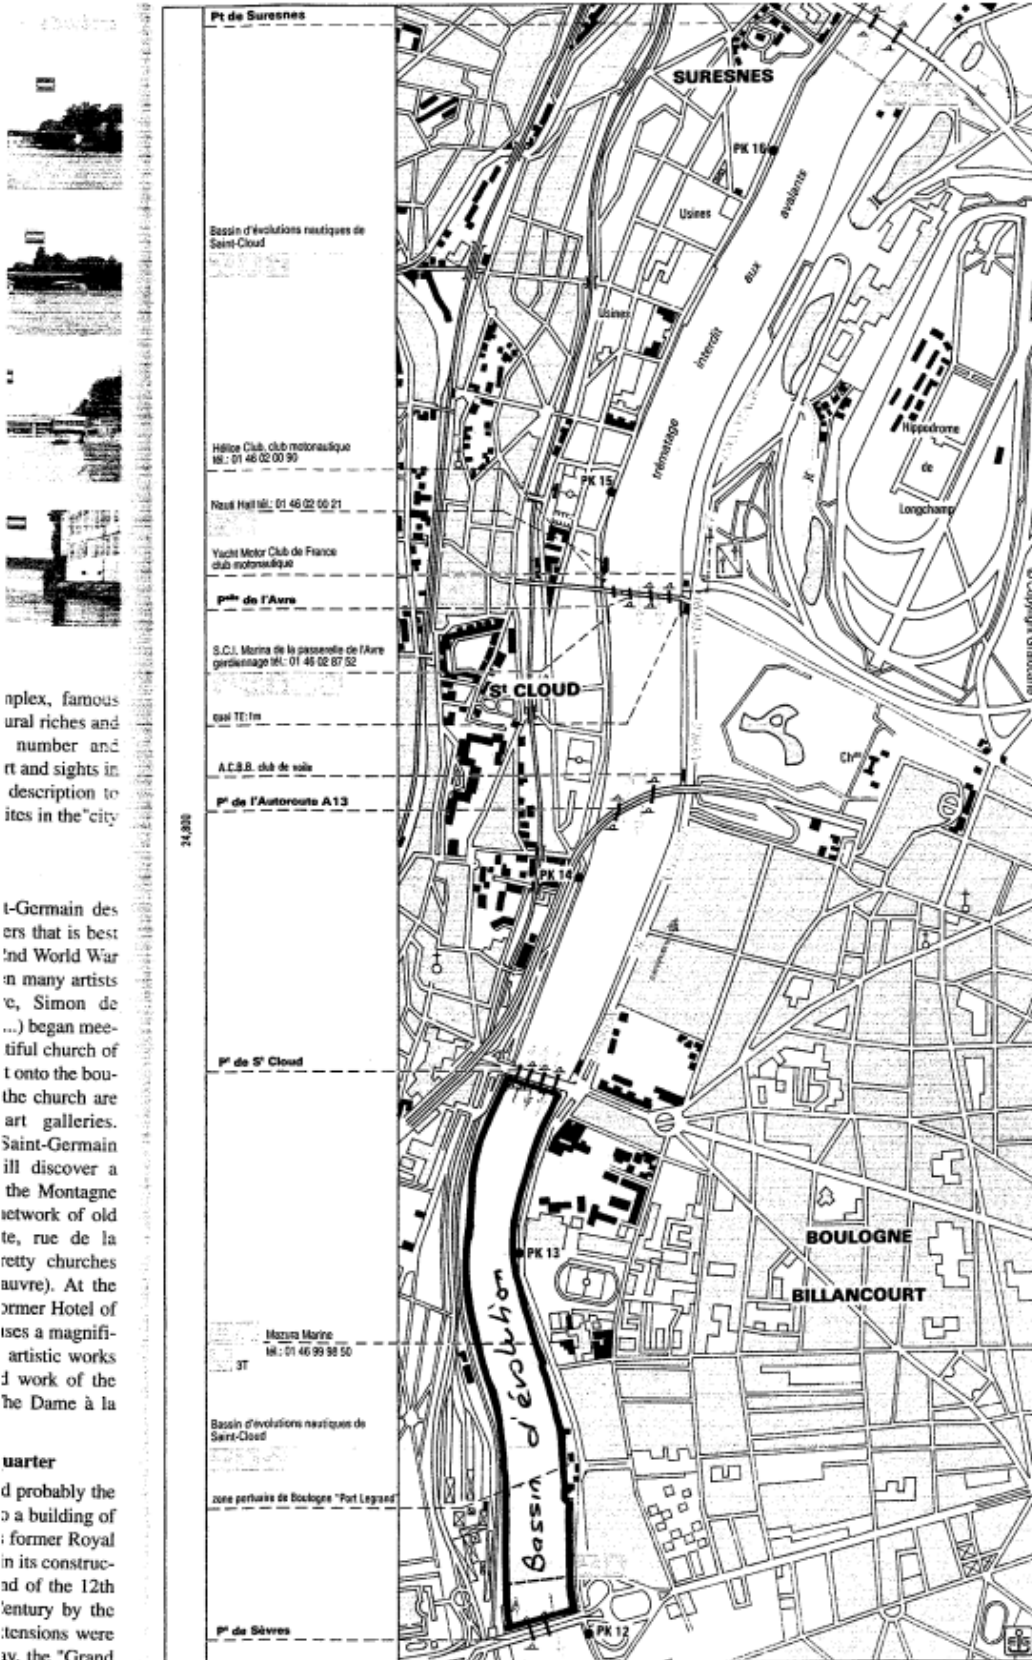 Pt de Suresnes
SURESNES
PK 16
avalants
Usines
aux
Bassin d'évolutions nautiques de
Saint-Cloud
Usines
interdit
Hippodrome
de
Longchamp
trématage
Hélice Club, club motonautique
tél.: 01 46 02 00 90
PK 15
Nauti Hall tél.: 01 46 02 00 21
Yacht Motor Club de France
club motonautique
Pelle de l'Avre
S.C.I. Marina de la passerelle de l'Avre
gardiennage tél.: 01 46 02 87 52
St CLOUD
quai TE: 1m
A.C.B.B. club de voile
Chau
Pt de l'Autoroute A13
24,800
PK 14
Pt de St Cloud
PK 13
BOULOGNE
BILLANCOURT
Mazura Marine
tél.: 01 46 99 98 50
3T
Bassin d'évolutions nautiques de
Saint-Cloud
Bassin d'évolution
zone portuaire de Boulogne "Port Legrand"
Pt de Sèvres
PK 12
mplex, famous
ural riches and
number and
rt and sights in
description to
ites in the "city
t-Germain des
ers that is best
2nd World War
en many artists
re, Simon de
...) began mee-
tiful church of
t onto the bou-
the church are
art galleries.
Saint-Germain
ill discover a
the Montagne
network of old
te, rue de la
retty churches
auvre). At the
ormer Hotel of
ises a magnifi-
artistic works
d work of the
The Dame à la
uarter
d probably the
o a building of
s former Royal
in its construc-
nd of the 12th
entury by the
tensions were
ay, the "Grand